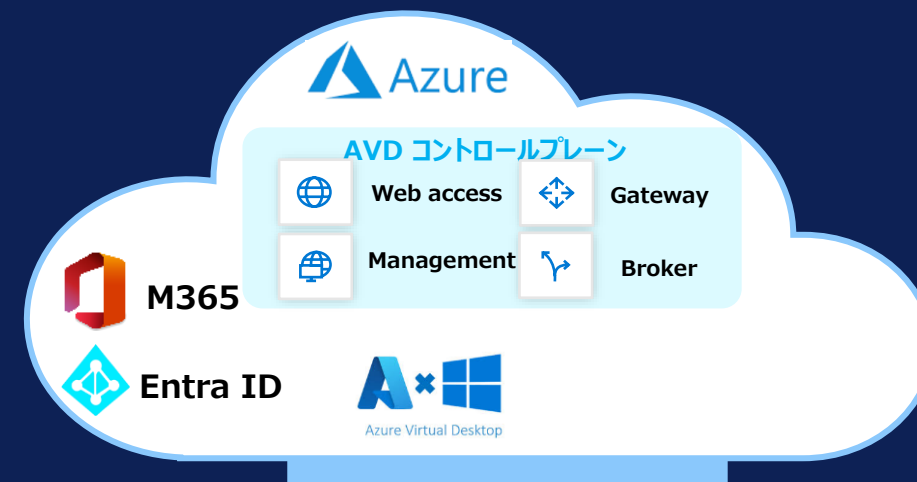 Azure
AVD コントロールプレーン
Web access
Gateway
Management
Broker
M365
Entra ID
Azure Virtual Desktop